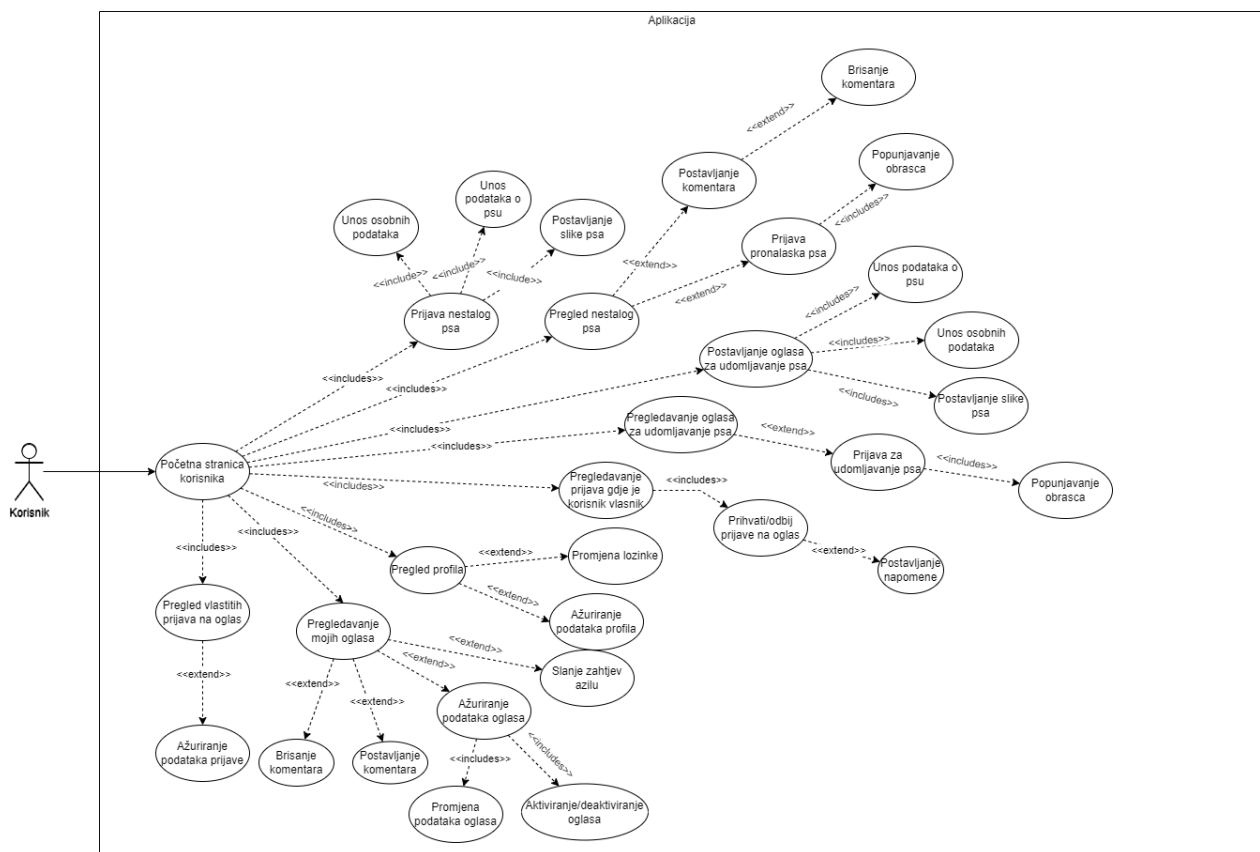 Aplikacija
Brisanje
komentara
<<extend>>
Postavljanje
komentara
Popunjavanje
obrasca
<<includes>>
Unos
podataka o
psu
Unos osobnih
podataka
Postavljanje
slike psa
Prijava
pronalaska psa
<<extend>>
<<extend>>
<<include>>
<<include>>
<<include>>
Prijava nestalog
psa
Pregled nestalog
psa
Unos podataka o
psu
<<includes>>
Postavljanje oglasa
za udomljavanje psa
<<includes>>
Unos osobnih
podataka
<<includes>>
Postavljanje slike
psa
<<includes>>
<<includes>>
<<includes>>
<<includes>>
Pregledavanje oglasa
za udomljavanje psa
<<extend>>
Prijava za
udomljavanje psa
<<includes>>
Popunjavanje
obrasca
Početna stranica
korisnika
Korisnik
<<includes>>
Pregledavanje
prijava gdje je
korisnik vlasnik
<<includes>>
Prihvati/odbij
prijave na oglas
<<extend>>
Postavljanje
napomene
<<includes>>
<<includes>>
<<includes>>
Pregled profila
<<extend>>
Promjena lozinke
<<extend>>
Ažuriranje
podataka profila
Pregled vlastitih
prijava na oglas
<<extend>>
Ažuriranje
podataka prijave
Pregledavanje
mojih oglasa
<<extend>>
Slanje zahtjev
azilu
<<extend>>
<<extend>>
<<extend>>
Brisanje
komentara
Postavljanje
komentara
Ažuriranje
podataka oglasa
<<includes>>
<<includes>>
Promjena
podataka oglasa
Aktiviranje/deaktiviranje
oglasa